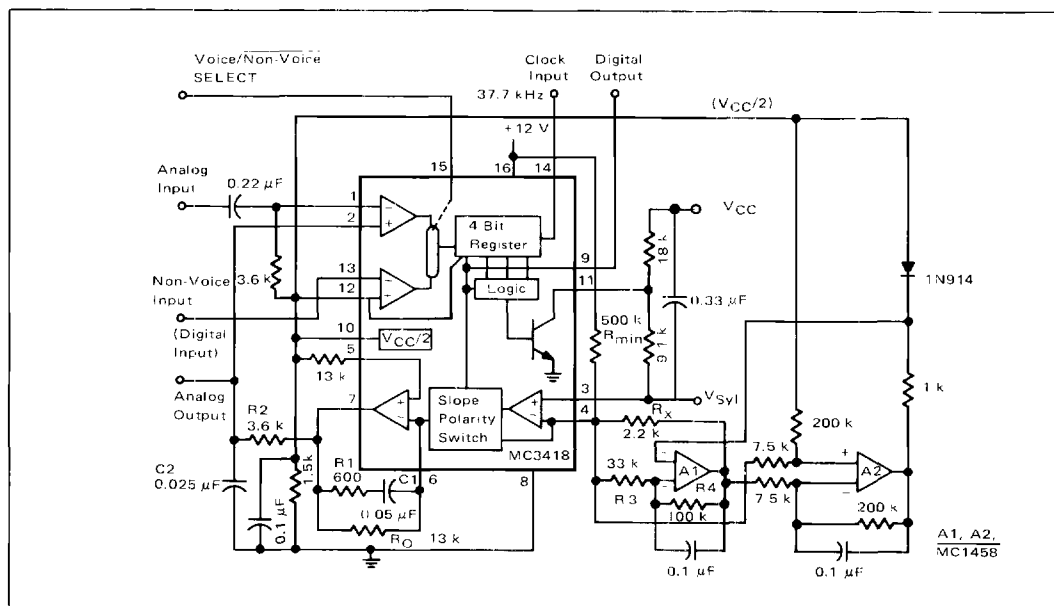 Voice/Non-Voice
SELECT
Clock
Input
Digital
Output
37.7 kHz
(VCC/2)
+12 V
15
16
14
Analog
Input
0.22 µF
1
2
−
+
4 Bit
Register
VCC
18 k
9
3.6 k
13
12
−
+
Logic
11
0.33 µF
1N914
Non-Voice
Input
(Digital
Input)
10
VCC/2
500 k
Rmin
9.1 k
5
13 k
Analog
Output
7
+
−
Slope
Polarity
Switch
+
−
3
4
VSyl
1 k
RX
2.2 k
200 k
R2
3.6 k
MC3418
7.5 k
+
−
A2
C2
0.025 µF
1.5 k
R1
600
C1
6
8
33 k
R3
-
A1
R4
100 k
7.5 k
200 k
0.1 µF
0.05 µF
RO
13 k
0.1 µF
0.1 µF
A1, A2,
MC1458